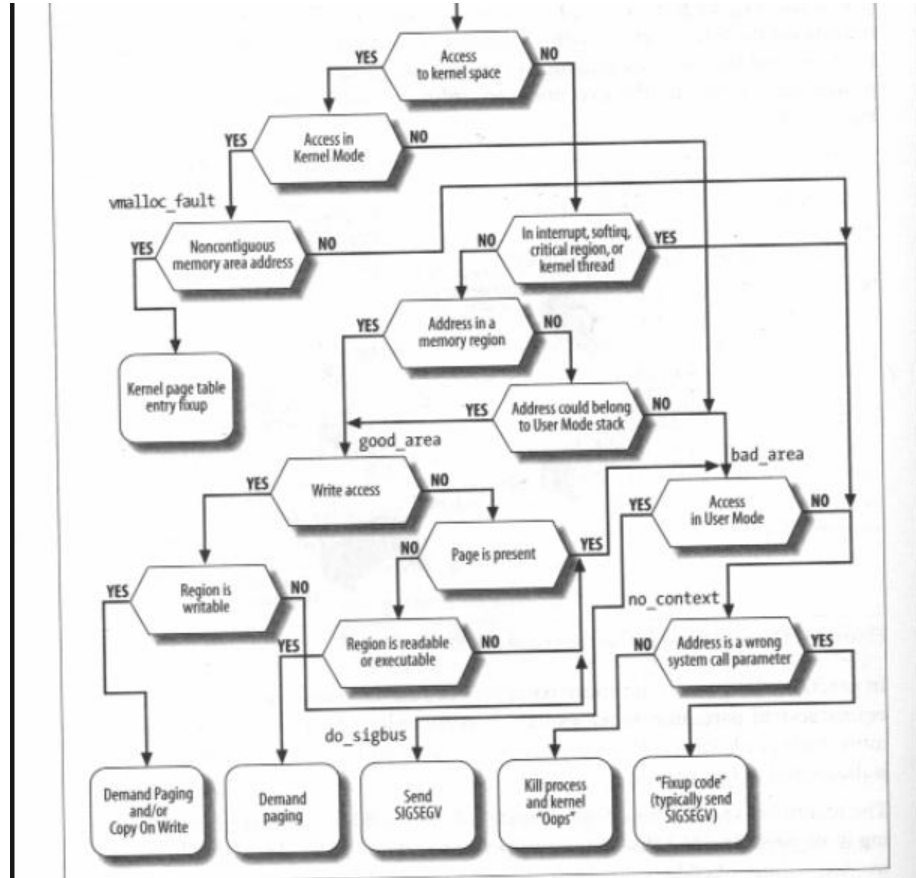 Access
to kernel space
YES
NO
Access in
Kernel Mode
YES
NO
vmalloc_fault
Noncontiguous
memory area address
YES
NO
In interrupt, softirq,
critical region, or
kernel thread
NO
YES
Address in a
memory region
YES
NO
Kernel page table
entry fixup
Address could belong
to User Mode stack
YES
NO
good_area
bad_area
Write access
YES
NO
Access
in User Mode
YES
NO
Page is present
NO
YES
Region is
writable
YES
NO
no_context
Region is readable
or executable
YES
NO
Address is a wrong
system call parameter
NO
YES
do_sigbus
Demand Paging
and/or
Copy On Write
Demand
paging
Send
SIGSEGV
Kill process
and kernel
"Oops"
"Fixup code"
(typically send
SIGSEGV)